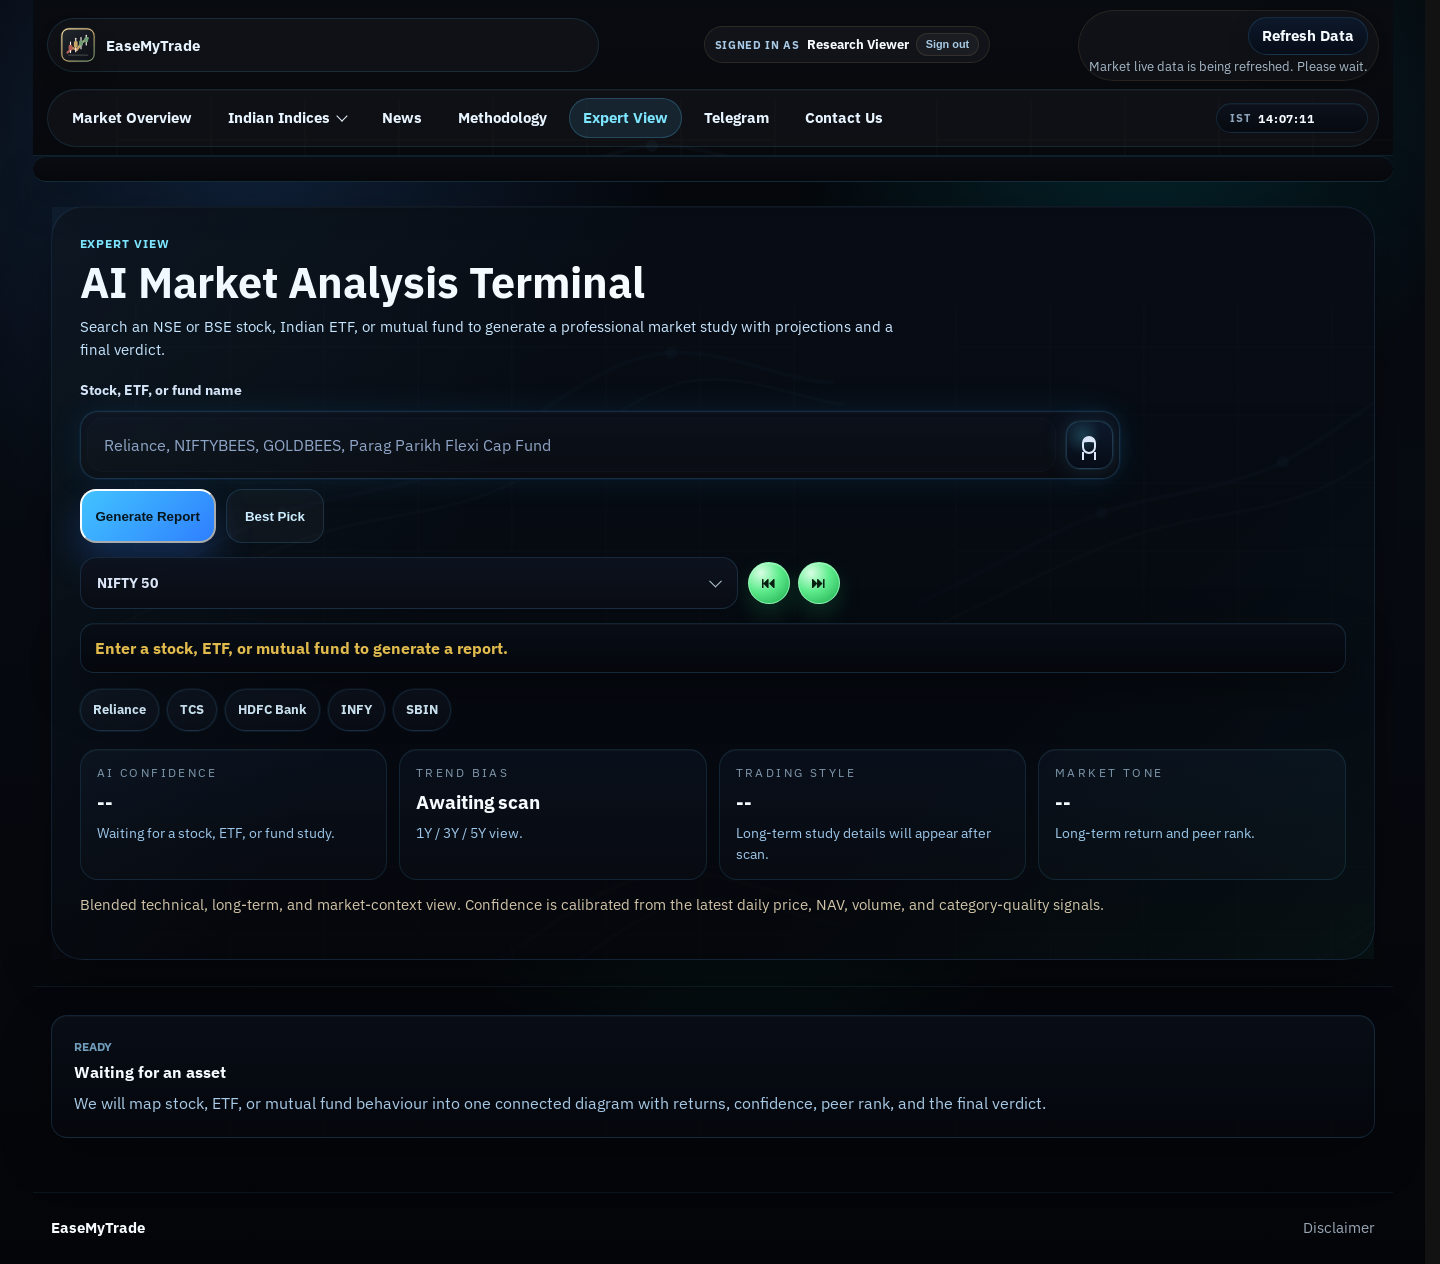 EaseMyTrade
SIGNED IN AS Research Viewer Sign out
Refresh Data
Market live data is being refreshed. Please wait.
Market Overview Indian Indices News Methodology Expert View Telegram Contact Us IST 14:07:11
EXPERT VIEW
AI Market Analysis Terminal
Search an NSE or BSE stock, Indian ETF, or mutual fund to generate a professional market study with projections and a
final verdict.
Stock, ETF, or fund name
Reliance, NIFTYBEES, GOLDBEES, Parag Parikh Flexi Cap Fund
Generate Report Best Pick
NIFTY 50
Enter a stock, ETF, or mutual fund to generate a report.
Reliance TCS HDFC Bank INFY SBIN
AI CONFIDENCE
--
Waiting for a stock, ETF, or fund study.
TREND BIAS
Awaiting scan
1Y / 3Y / 5Y view.
TRADING STYLE
--
Long-term study details will appear after
scan.
MARKET TONE
--
Long-term return and peer rank.
Blended technical, long-term, and market-context view. Confidence is calibrated from the latest daily price, NAV, volume, and category-quality signals.
READY
Waiting for an asset
We will map stock, ETF, or mutual fund behaviour into one connected diagram with returns, confidence, peer rank, and the final verdict.
EaseMyTrade Disclaimer